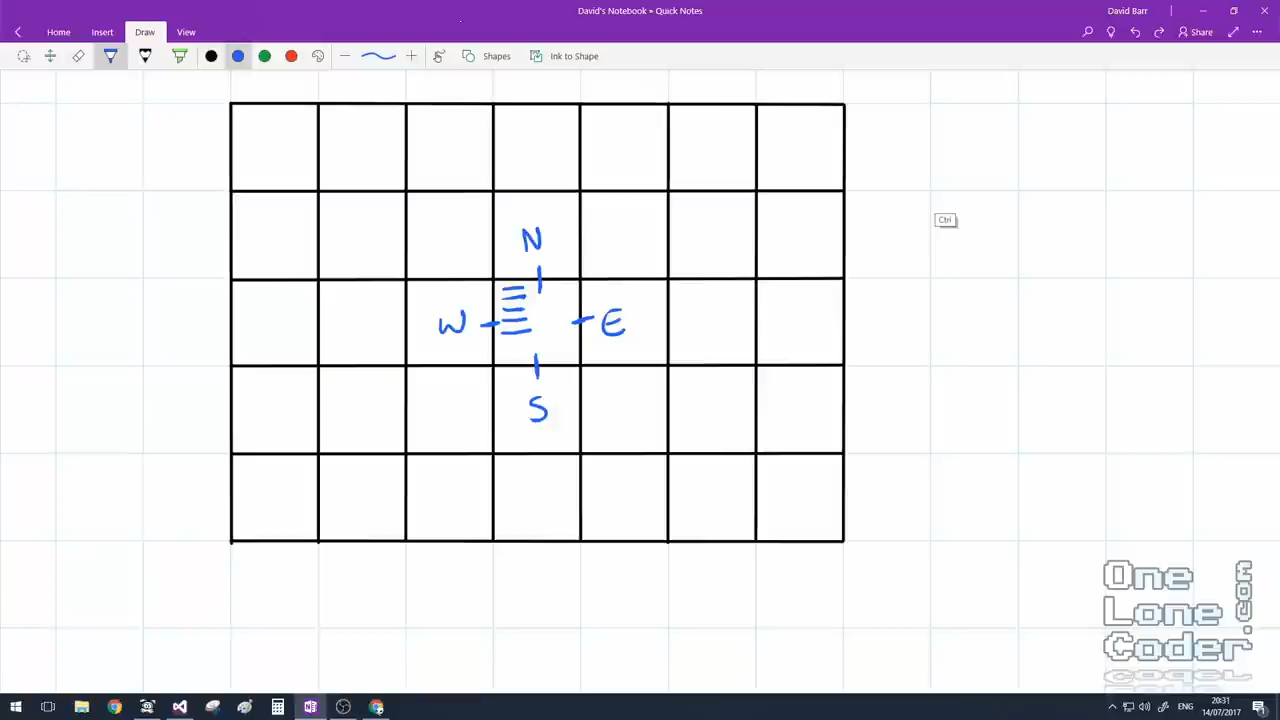 David's Notebook » Quick Notes
David Barr
Home Insert Draw View
Share
Shapes Ink to Shape
Ctrl
N
W E
S
One
Lone
Coder.com
20:31
ENG
14/07/2017